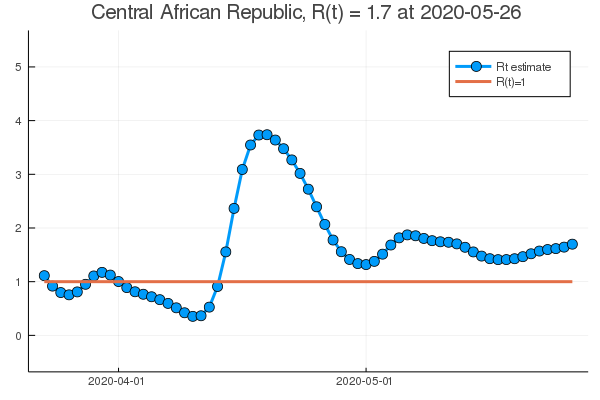 Central African Republic, R(t) = 1.7 at 2020-05-26
5
4
3
2
1
0
Rt estimate
R(t)=1
2020-04-01
2020-05-01